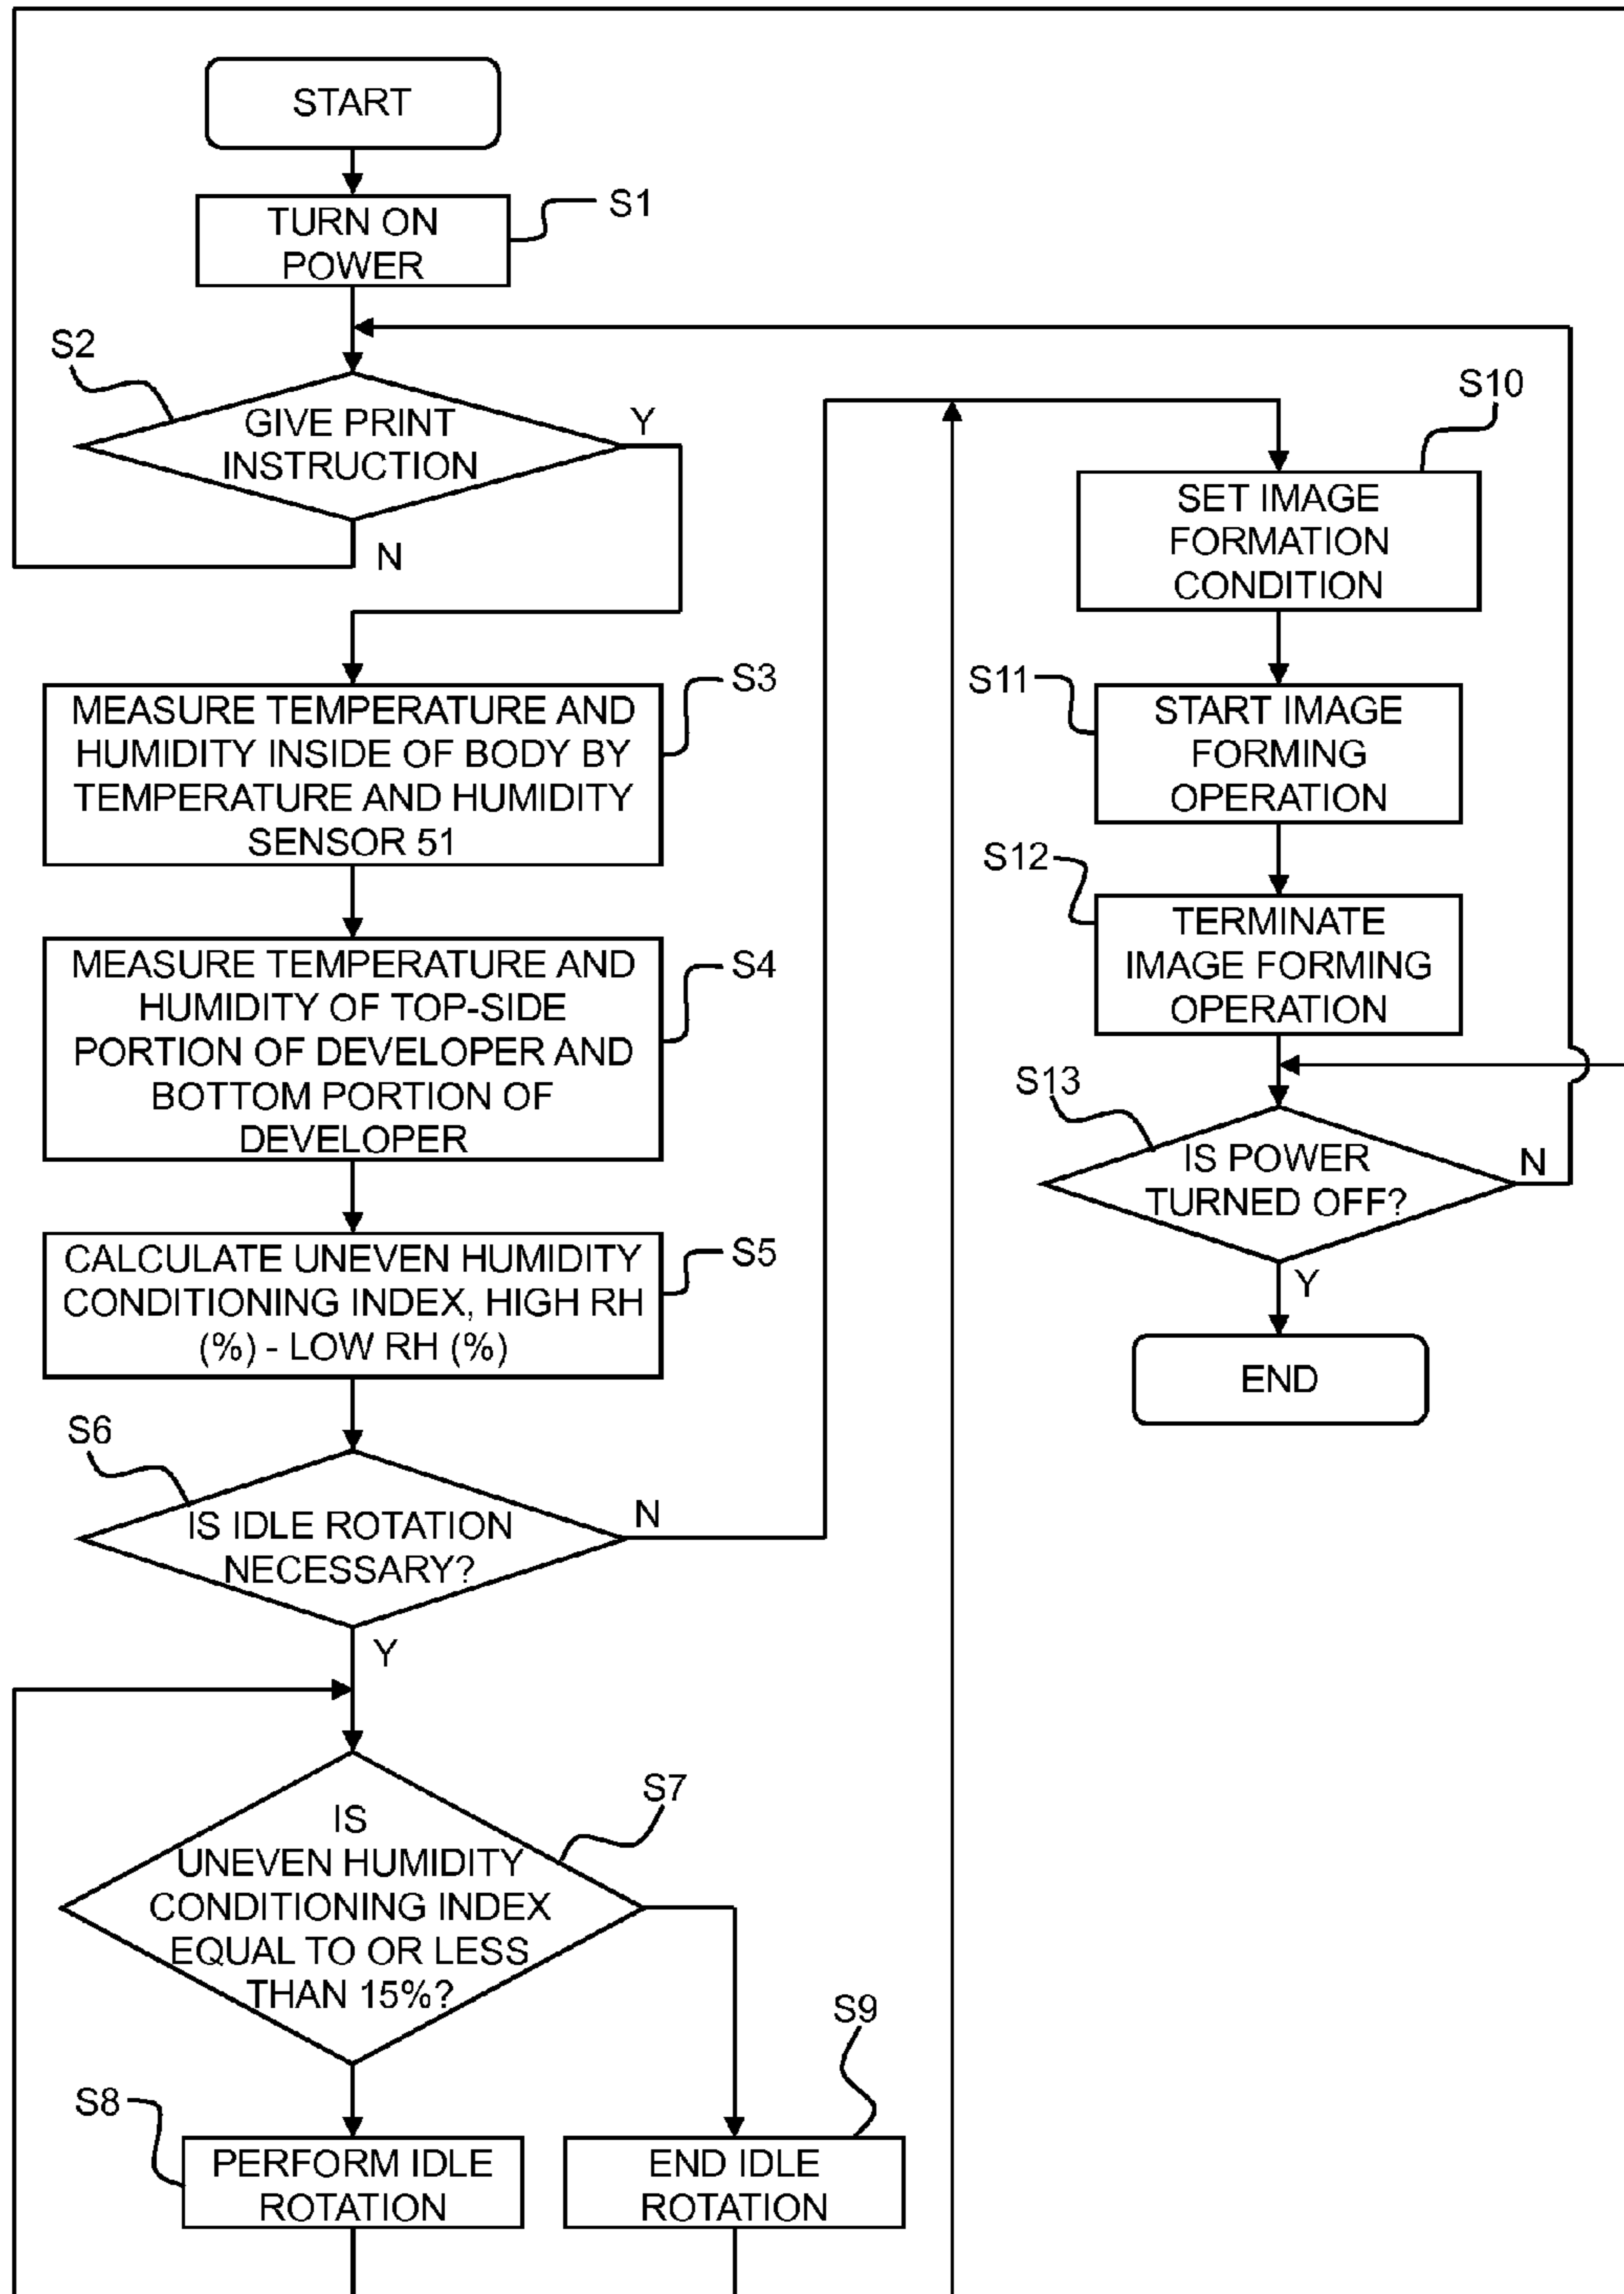 START
TURN ON
POWER
S1
S2
GIVE PRINT
INSTRUCTION
Y
N
MEASURE TEMPERATURE AND
HUMIDITY INSIDE OF BODY BY
TEMPERATURE AND HUMIDITY
SENSOR 51
S3
MEASURE TEMPERATURE AND
HUMIDITY OF TOP-SIDE
PORTION OF DEVELOPER AND
BOTTOM PORTION OF
DEVELOPER
S4
CALCULATE UNEVEN HUMIDITY
CONDITIONING INDEX, HIGH RH
(%) - LOW RH (%)
S5
S6
IS IDLE ROTATION
NECESSARY?
N
Y
IS
UNEVEN HUMIDITY
CONDITIONING INDEX
EQUAL TO OR LESS
THAN 15%?
S7
S8
PERFORM IDLE
ROTATION
S9
END IDLE
ROTATION
S10
SET IMAGE
FORMATION
CONDITION
S11
START IMAGE
FORMING
OPERATION
S12
TERMINATE
IMAGE FORMING
OPERATION
S13
IS POWER
TURNED OFF?
N
Y
END